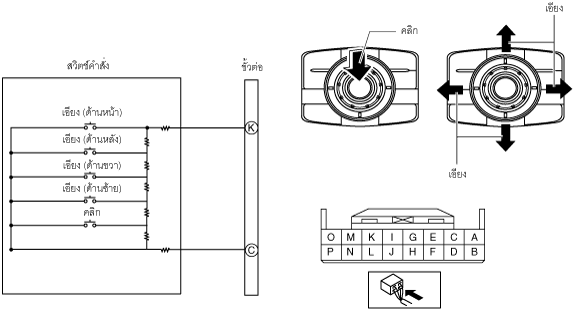 สวิตช์คำสั่ง
ขั้วต่อ
เอียง (ด้านหน้า)
K
เอียง (ด้านหลัง)
เอียง (ด้านขวา)
เอียง (ด้านซ้าย)
คลิก
C
คลิก
เอียง
เอียง
O M K I G E C A
P N L J H F D B